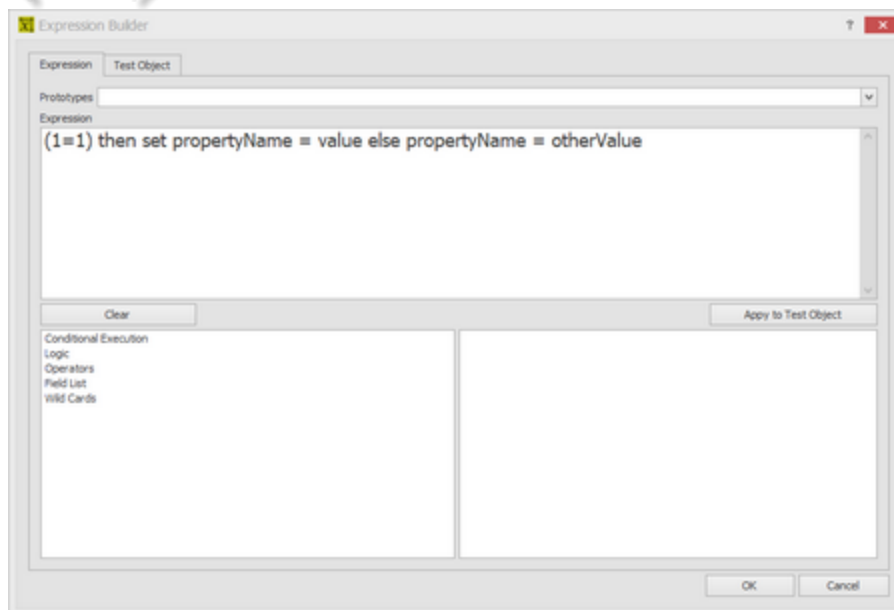 Expression Builder
?
Expression Test Object
Prototypes
Expression
(1=1) then set propertyName = value else propertyName = otherValue
Clear Appy to Test Object
Conditional Execution
Logic
Operators
Field List
Wild Cards
OK Cancel